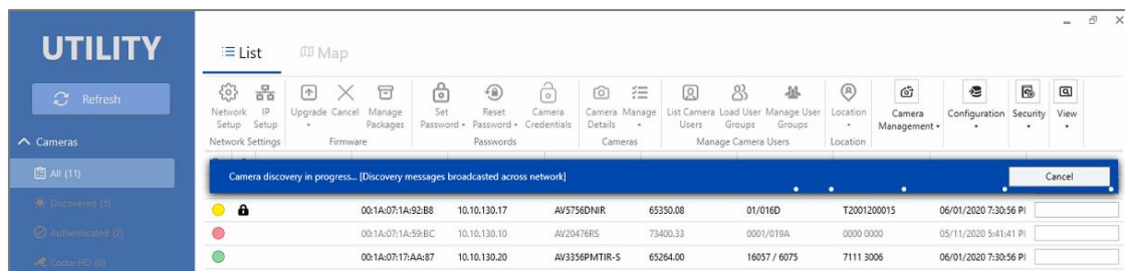 UTILITY
List Map
Refresh
Network Setup IP Setup Upgrade Cancel Manage Packages Set Password Reset Password Camera Credentials Camera Details Manage List Camera Users Load User Groups Manage User Groups Location Camera Management Configuration Security View
Network Settings Firmware Passwords Cameras Manage Camera Users Location
Cameras
All (11)
Camera discovery in progress... [Discovery messages broadcasted across network] Cancel
Discovered (5)
00:1A:07:1A:92:B8 10.10.130.17 AV5756DNIR 65350.08 01/016D T2001200015 06/01/2020 7:30:56 PI
Authenticated (2)
00:1A:07:1A:59:BC 10.10.130.10 AV20476RS 73400.33 0001/019A 0000 0000 05/11/2020 5:41:41 PI
CostarHD (0)
00:1A:07:17:AA:87 10.10.130.20 AV3356PMTIR-S 65264.00 16057 / 6075 7111 3006 06/01/2020 7:30:56 PI